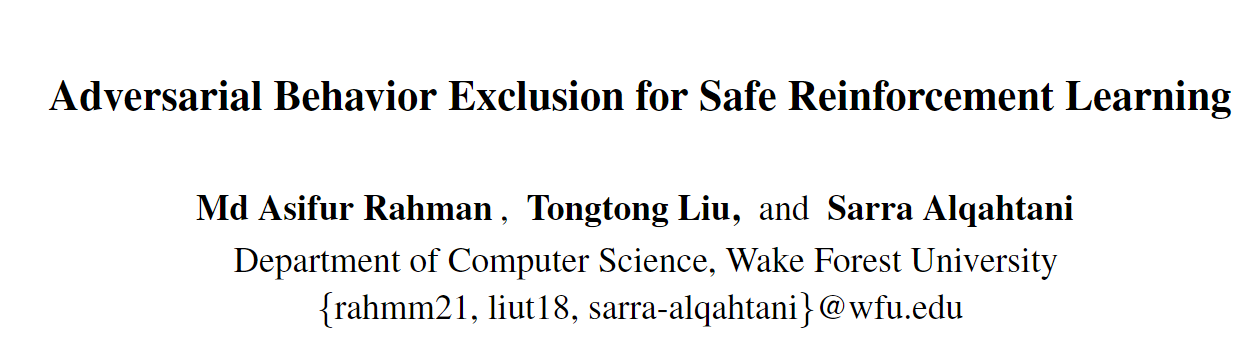 Adversarial Behavior Exclusion for Safe Reinforcement Learning
Md Asifur Rahman , Tongtong Liu, and Sarra Alqahtani
Department of Computer Science, Wake Forest University
{rahmm21, liut18, sarra-alqahtani}@wfu.edu